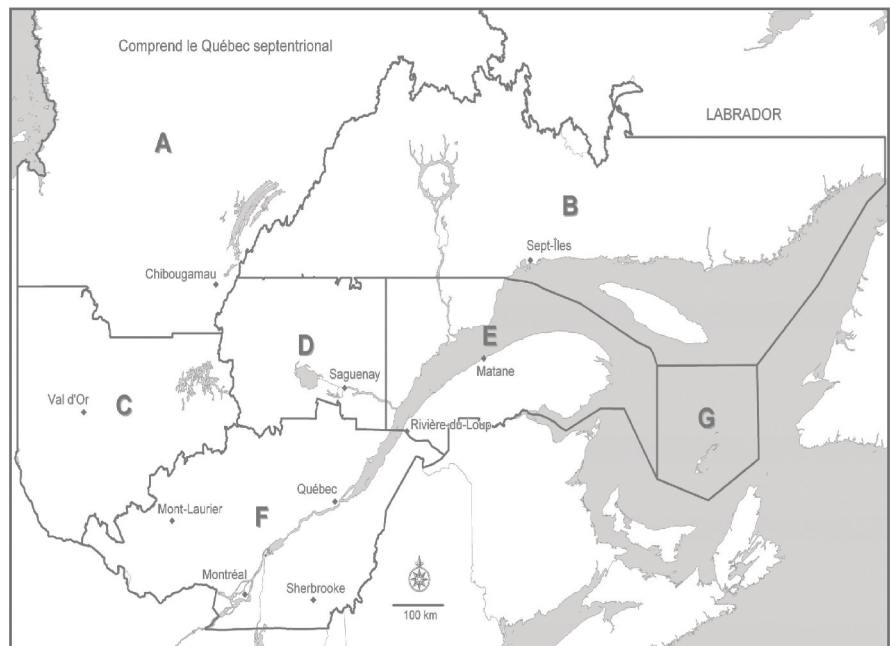 Comprend le Québec septentrional
LABRADOR
A
B
Sept-Îles
Chibougamau
D
E
Saguenay
Matane
Val d'Or
C
G
Rivière-du-Loup
Québec
Mont-Laurier
F
Montréal
Sherbrooke
100 km